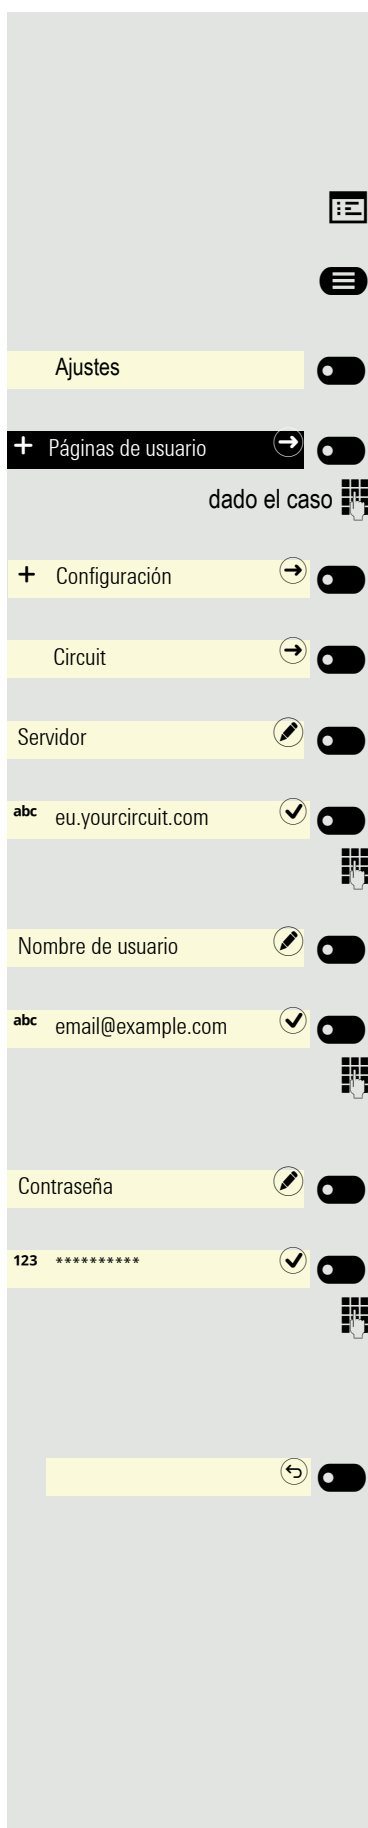 Ajustes
+ Páginas de usuario
dado el caso
+ Configuración
Circuit
Servidor
abc eu.yourcircuit.com
Nombre de usuario
abc email@example.com
Contraseña
123 **********